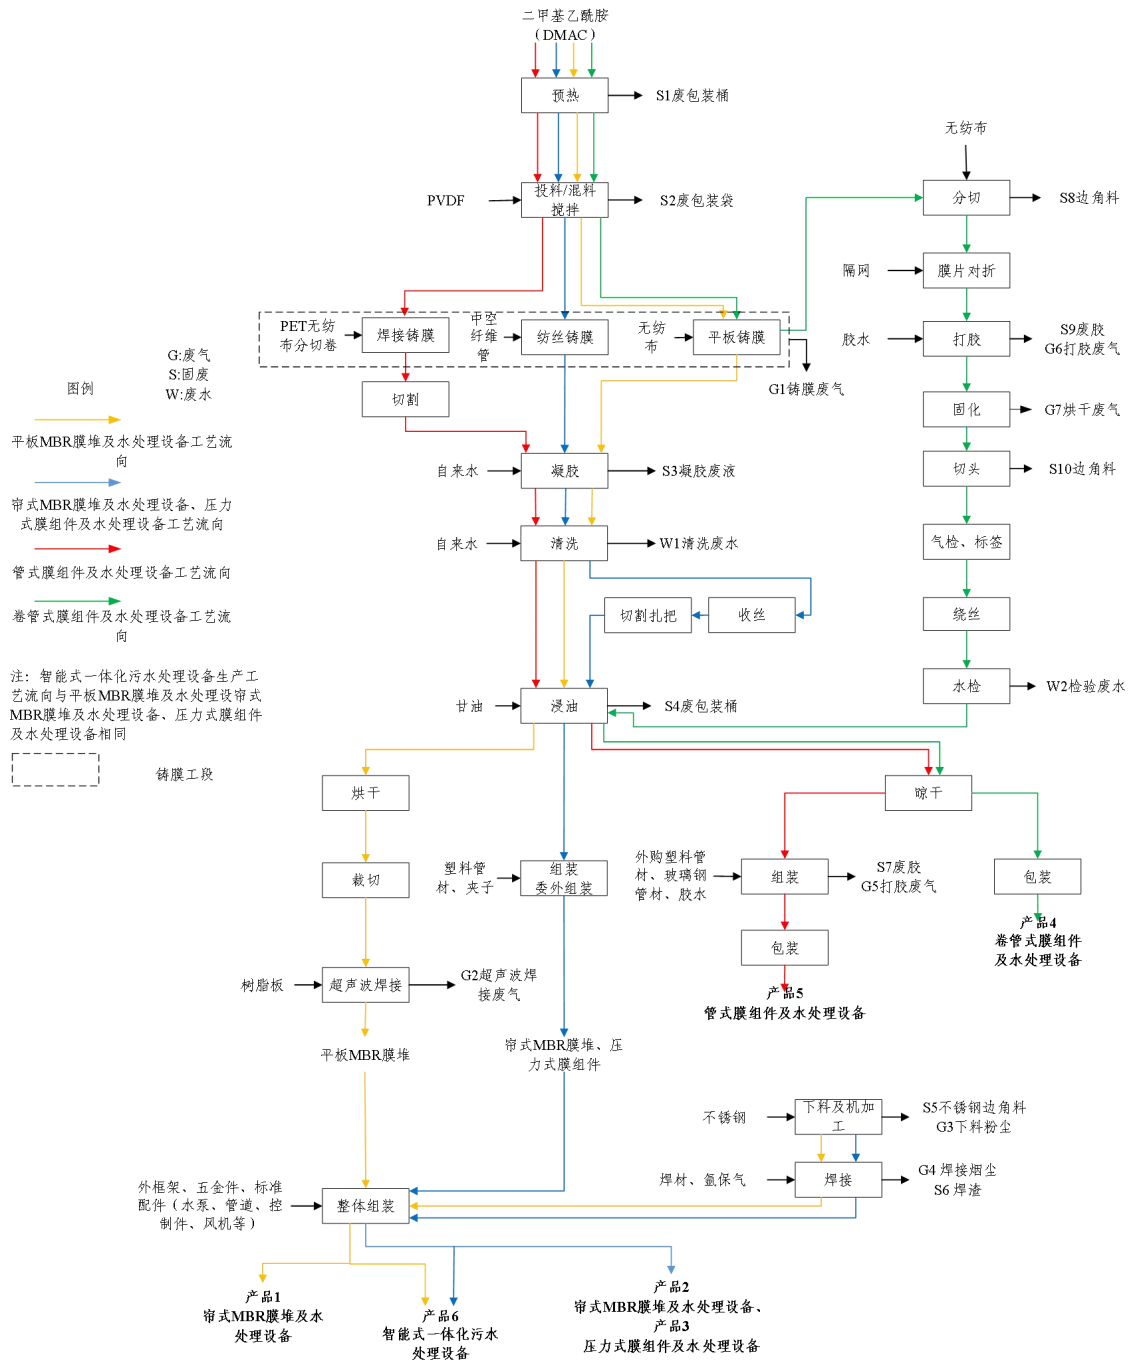 二甲基乙酰胺
（DMAC）
预热
S1废包装桶
PVDF
投料/混料
搅拌
S2废包装袋
PET无纺
布分切卷
焊接铸膜
中空
纤维
管
纺丝铸膜
无纺
布
平板铸膜
G1铸膜废气
切割
自来水
凝胶
S3凝胶废液
自来水
清洗
W1清洗废水
切割扎把
收丝
甘油
浸油
S4废包装桶
无纺布
分切
S8边角料
隔网
膜片对折
胶水
打胶
S9废胶
G6打胶废气
固化
G7烘干废气
切头
S10边角料
气检、标签
绕丝
水检
W2检验废水
G:废气
S:固废
W:废水
图例
平板MBR膜堆及水处理设备工艺流
向
帘式MBR膜堆及水处理设备、压力
式膜组件及水处理设备工艺流向
管式膜组件及水处理设备工艺流向
卷管式膜组件及水处理设备工艺流
向
注：智能式一体化污水处理设备生产工
艺流向与平板MBR膜堆及水处理设帘式
MBR膜堆及水处理设备、压力式膜组件
及水处理设备相同
铸膜工段
烘干
裁切
树脂板
超声波焊接
G2超声波焊
接废气
平板MBR膜堆
塑料管
材、夹子
组装
委外组装
帘式MBR膜堆、压
力式膜组件
晾干
外购塑料管
材、玻璃钢
管材、胶水
组装
S7废胶
G5打胶废气
包装
产品5
管式膜组件及水处理设备
包装
产品4
卷管式膜组件
及水处理设备
不锈钢
下料及机加
工
S5不锈钢边角料
G3下料粉尘
焊材、氩保气
焊接
G4 焊接烟尘
S6 焊渣
外框架、五金件、标准
配件（水泵、管道、控
制件、风机等）
整体组装
产品1
帘式MBR膜堆及水
处理设备
产品6
智能式一体化污水
处理设备
产品2
帘式MBR膜堆及水处理设备、
产品3
压力式膜组件及水处理设备